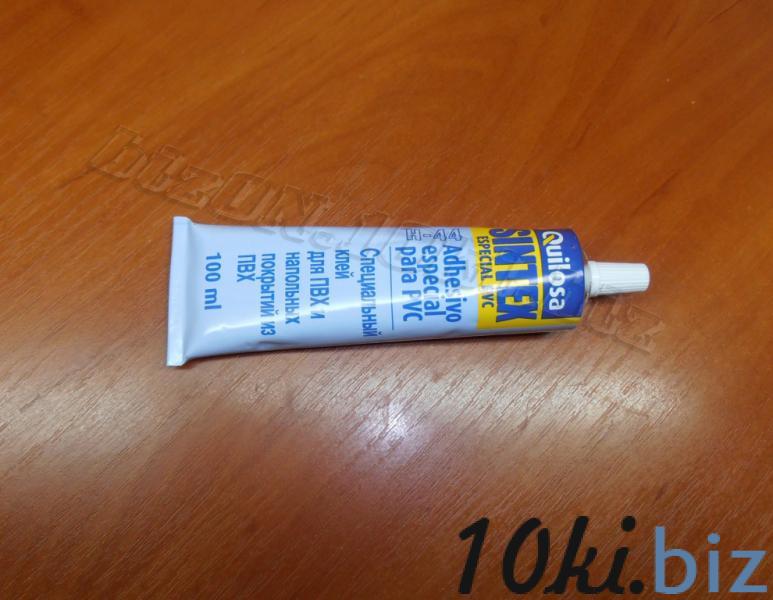 Quilosa
SINTEX
ESPECIAL PVC
H-44
Adhesivo
especial
para PVC
Специальный
клей
для ПВХ и
напольных
покрытий из
ПВХ
100 ml
10ki.biz